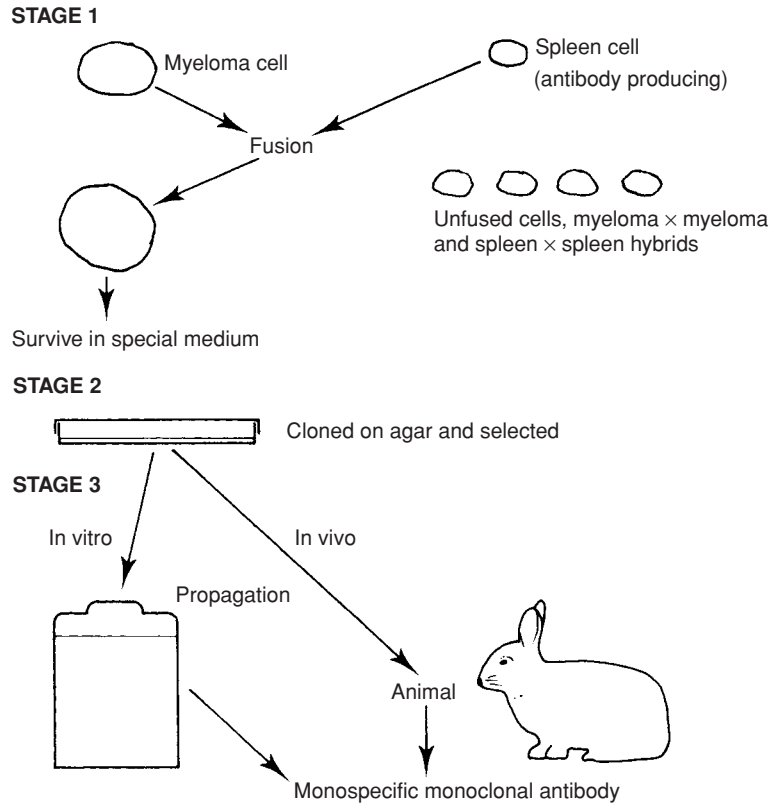 STAGE 1
Myeloma cell
Spleen cell
(antibody producing)
Fusion
Unfused cells, myeloma × myeloma
and spleen × spleen hybrids
Survive in special medium
STAGE 2
Cloned on agar and selected
STAGE 3
In vitro
In vivo
Propagation
Animal
Monospecific monoclonal antibody